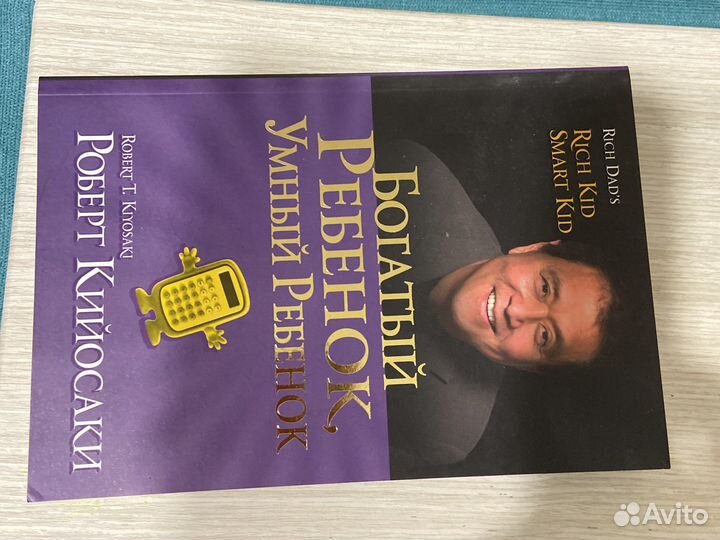 Rich Dad's
Rich Kid
Smart Kid
Богатый
Ребенок,
Умный Ребенок
Robert T. Kiyosaki
Роберт Кийосаки
Avito